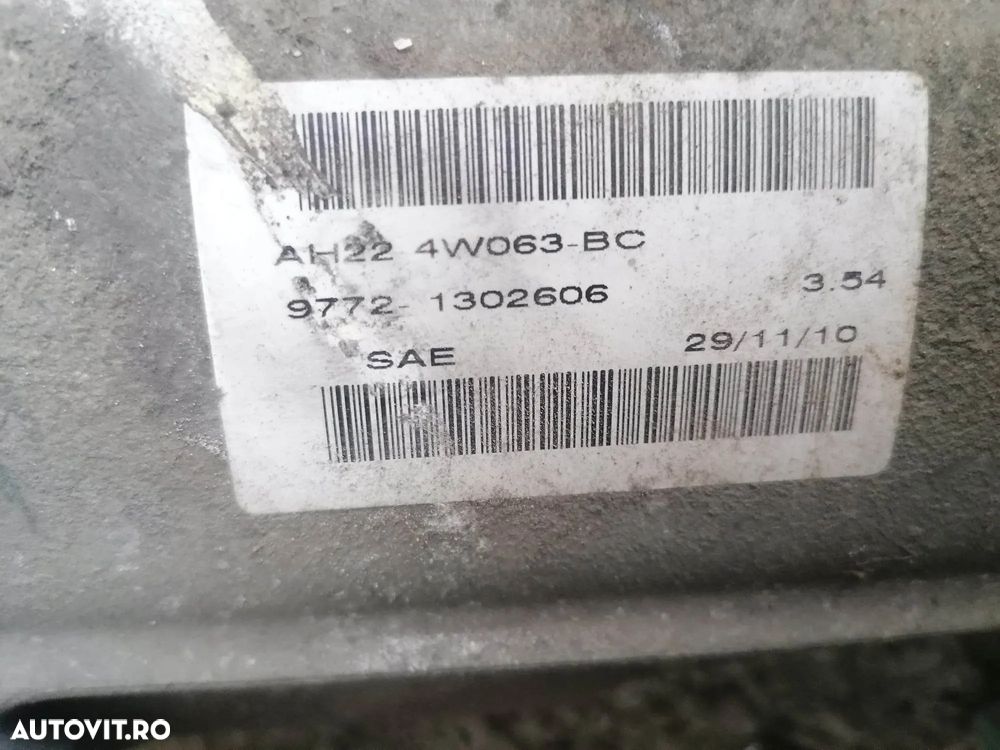 AH22 4W063-BC
9772- 1302606 3.54
SAE 29/11/10
AUTOVIT.RO